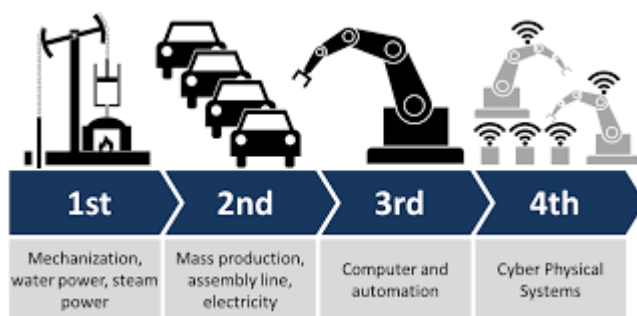 1st
2nd
3rd
4th
Mechanization,
water power, steam
power
Mass production,
assembly line,
electricity
Computer and
automation
Cyber Physical
Systems